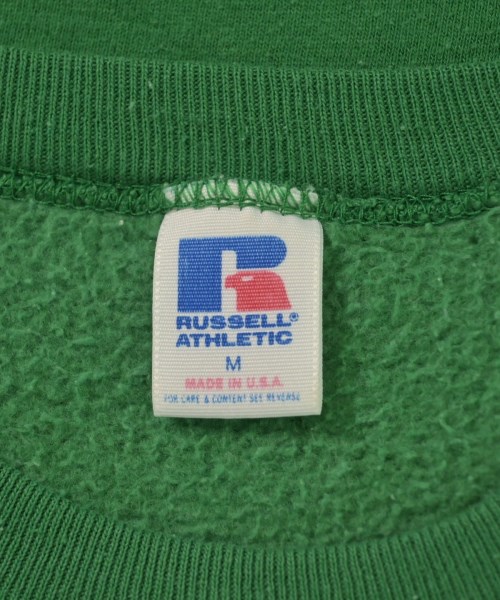 RUSSELL®
ATHLETIC
M
MADE IN U.S.A.
FOR CARE & CONTENT SEE REVERSE